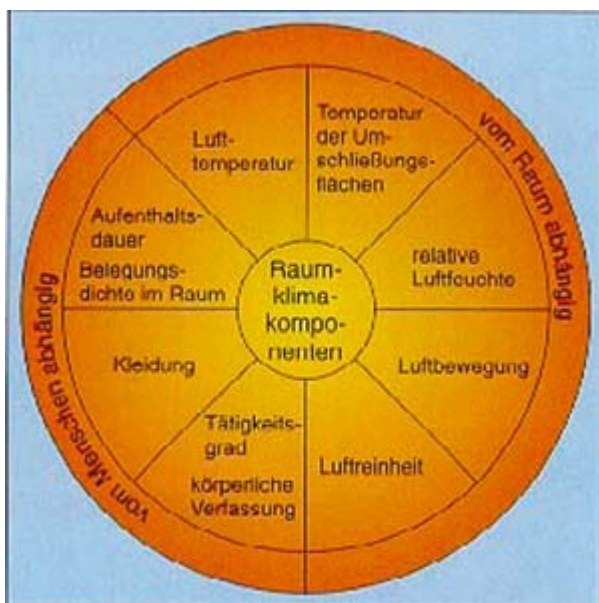 Luft-
temperatur
Temperatur
der Um-
schließungs-
flächen
vom Raum abhängig
relative
Luftfeuchte
Luftbewegung
Luftreinheit
Tätigkeitsgrad-
grad
körperliche
Verfassung
Kleidung
Aufenthalts-
dauer
Belegungs-
dichte im Raum
vom Menschen abhängig
Raum-
klima-
kompo-
nenten